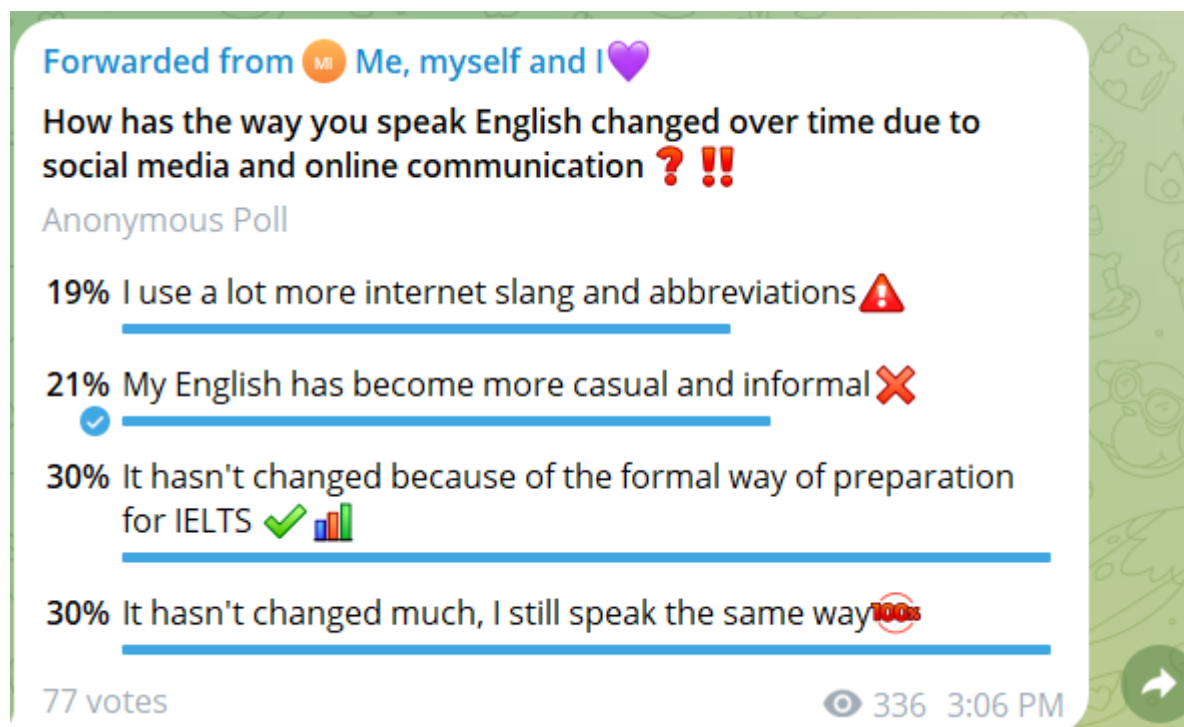 Forwarded from MI Me, myself and I💜
How has the way you speak English changed over time due to
social media and online communication ❓ ‼️
Anonymous Poll
19% I use a lot more internet slang and abbreviations⚠️
21% My English has become more casual and informal❌
30% It hasn't changed because of the formal way of preparation
for IELTS ✅ 📊
30% It hasn't changed much, I still speak the same way100%
77 votes 336 3:06 PM